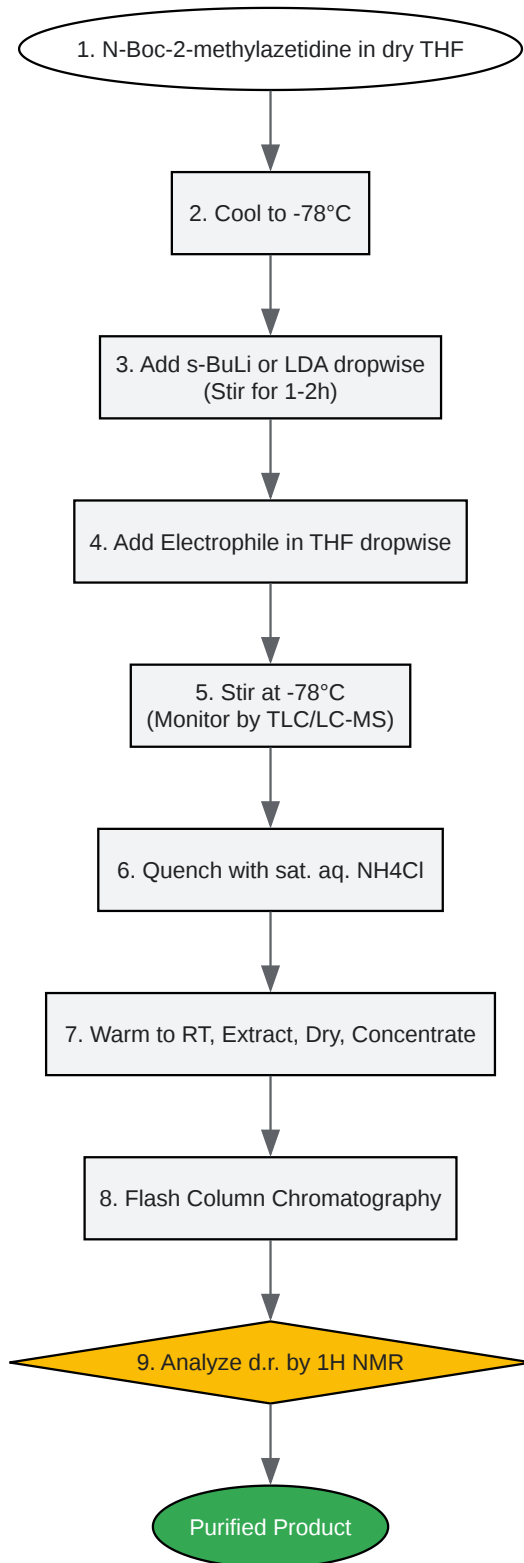 1. N-Boc-2-methylazetidine in dry THF
2. Cool to -78°C
3. Add s-BuLi or LDA dropwise
(Stir for 1-2h)
4. Add Electrophile in THF dropwise
5. Stir at -78°C
(Monitor by TLC/LC-MS)
6. Quench with sat. aq. NH4Cl
7. Warm to RT, Extract, Dry, Concentrate
8. Flash Column Chromatography
9. Analyze d.r. by 1H NMR
Purified Product